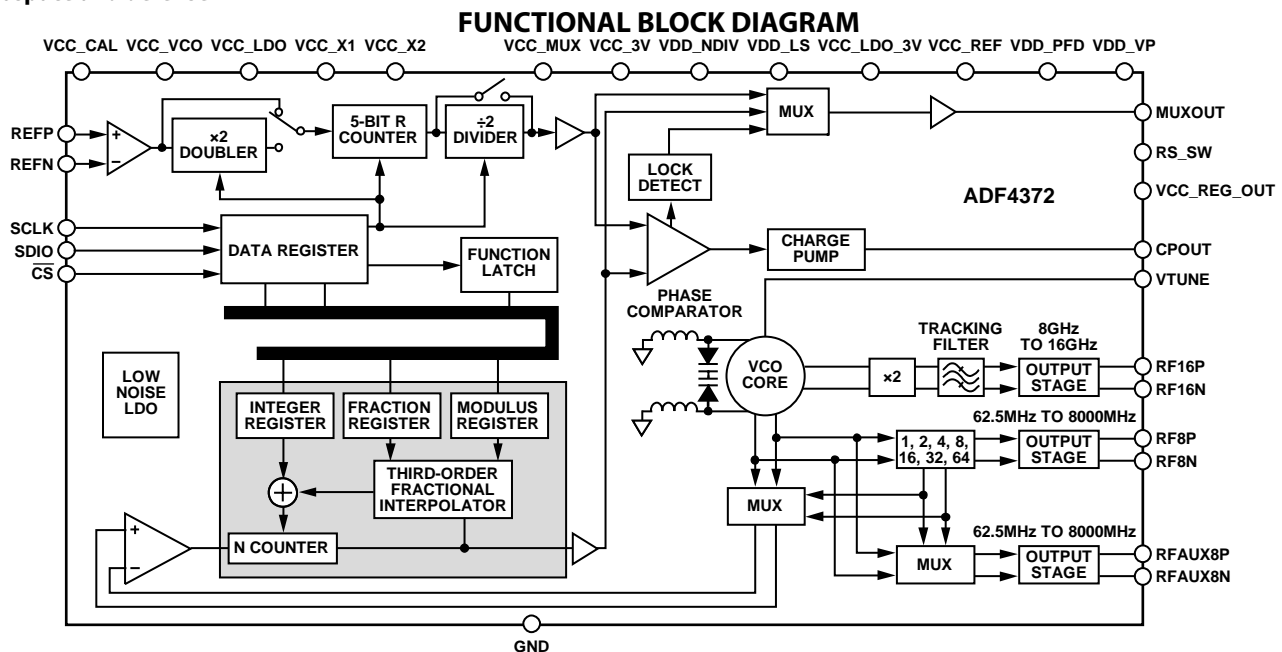 FUNCTIONAL BLOCK DIAGRAM
VCC_CAL VCC_VCO VCC_LDO VCC_X1 VCC_X2 VCC_MUX VCC_3V VDD_NDIV VDD_LS VCC_LDO_3V VCC_REF VDD_PFD VDD_VP
REFP
REFN
+
−
×2
DOUBLER
5-BIT R
COUNTER
÷2
DIVIDER
MUX
MUXOUT
RS_SW
VCC_REG_OUT
LOCK
DETECT
ADF4372
SCLK
SDIO
CS
DATA REGISTER
FUNCTION
LATCH
CHARGE
PUMP
CPOUT
VTUNE
PHASE
COMPARATOR
VCO
CORE
×2
TRACKING
FILTER
8GHz
TO 16GHz
OUTPUT
STAGE
RF16P
RF16N
LOW
NOISE
LDO
INTEGER
REGISTER
FRACTION
REGISTER
MODULUS
REGISTER
THIRD-ORDER
FRACTIONAL
INTERPOLATOR
+
N COUNTER
+
−
62.5MHz TO 8000MHz
1, 2, 4, 8,
16, 32, 64
OUTPUT
STAGE
RF8P
RF8N
MUX
62.5MHz TO 8000MHz
MUX
OUTPUT
STAGE
RFAUX8P
RFAUX8N
GND